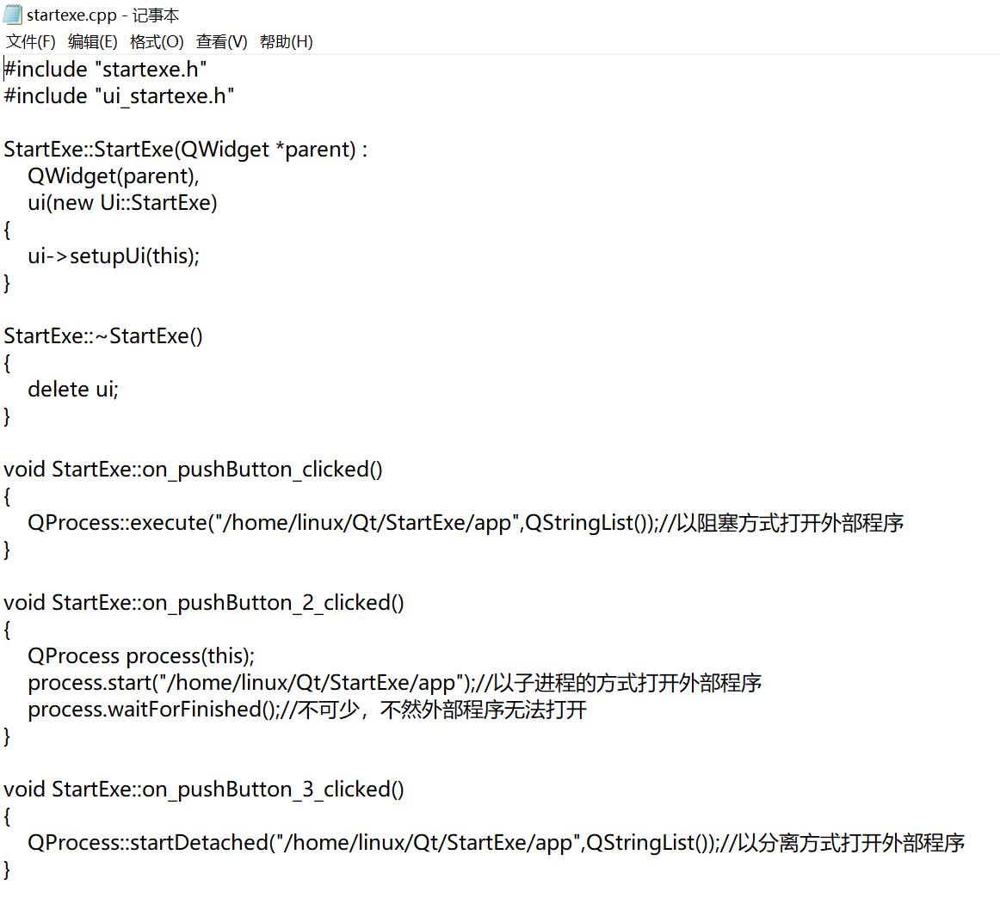 startexe.cpp - 记事本
文件(F) 编辑(E) 格式(O) 查看(V) 帮助(H)
#include "startexe.h"
#include "ui_startexe.h"

StartExe::StartExe(QWidget *parent) :
    QWidget(parent),
    ui(new Ui::StartExe)
{
    ui->setupUi(this);
}

StartExe::~StartExe()
{
    delete ui;
}

void StartExe::on_pushButton_clicked()
{
    QProcess::execute("/home/linux/Qt/StartExe/app",QStringList());//以阻塞方式打开外部程序
}

void StartExe::on_pushButton_2_clicked()
{
    QProcess process(this);
    process.start("/home/linux/Qt/StartExe/app");//以子进程的方式打开外部程序
    process.waitForFinished();//不可少，不然外部程序无法打开
}

void StartExe::on_pushButton_3_clicked()
{
    QProcess::startDetached("/home/linux/Qt/StartExe/app",QStringList());//以分离方式打开外部程序
}